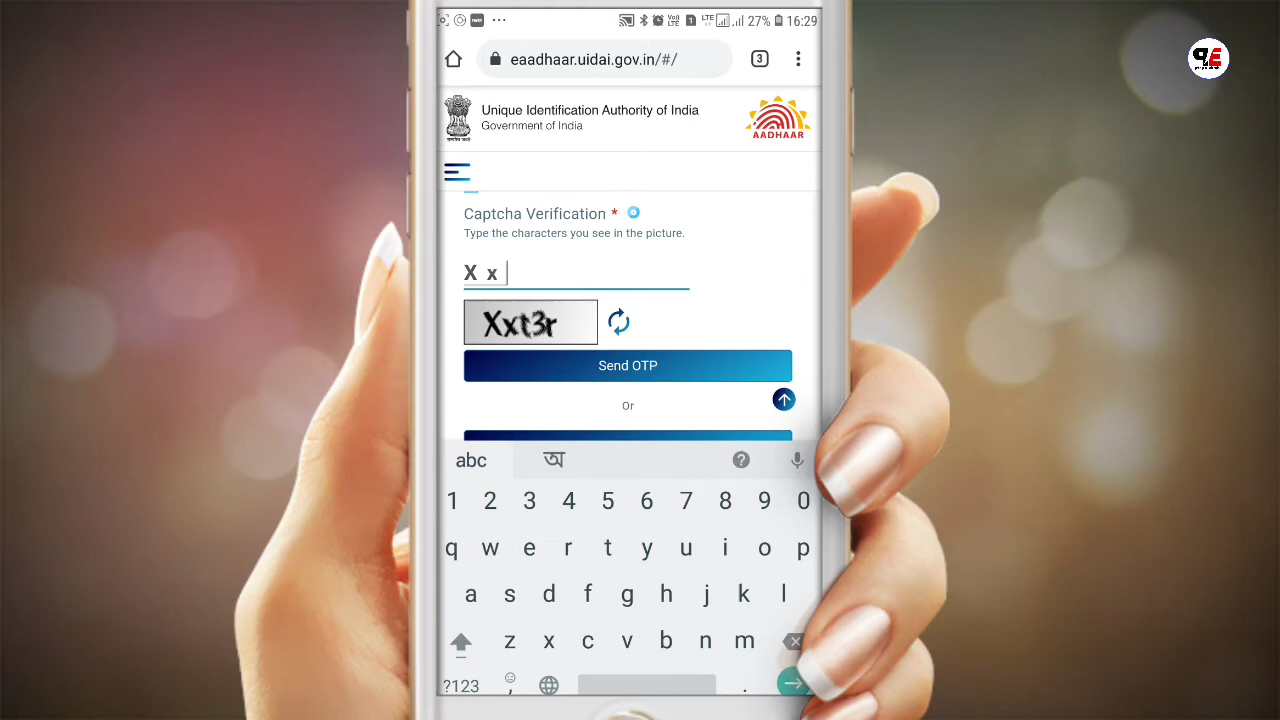 LTE 27% 16:29
eaadhaar.uidai.gov.in/#/ 3
Unique Identification Authority of India
Government of India
AADHAAR
Captcha Verification *
Type the characters you see in the picture.
X x
Xxt3r
Send OTP
Or
abc অ ?
1 2 3 4 5 6 7 8 9 0
q w e r t y u i o p
a s d f g h j k l
z x c v b n m
?123 , .